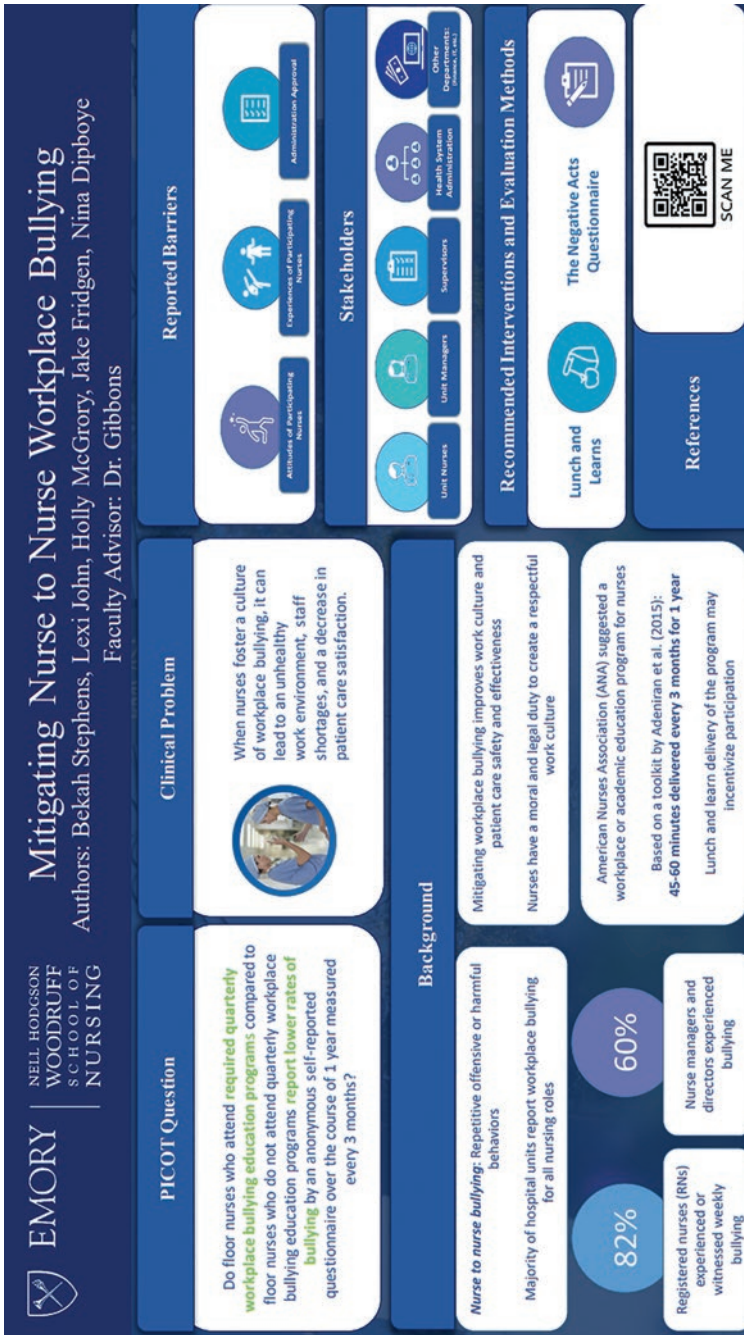 EMORY
NELL HODGSON
WOODRUFF
SCHOOL OF
NURSING
Mitigating Nurse to Nurse Workplace Bullying
Authors: Bekah Stephens, Lexi John, Holly McGrory, Jake Fridgen, Nina Dipboye
Faculty Advisor: Dr. Gibbons
PICOT Question
Do floor nurses who attend required quarterly
workplace bullying education programs compared to
floor nurses who do not attend quarterly workplace
bullying education programs report lower rates of
bullying by an anonymous self-reported
questionnaire over the course of 1 year measured
every 3 months?
Clinical Problem
When nurses foster a culture
of workplace bullying, it can
lead to an unhealthy
work environment, staff
shortages, and a decrease in
patient care satisfaction.
Background
Nurse to nurse bullying: Repetitive offensive or harmful
behaviors
Majority of hospital units report workplace bullying
for all nursing roles
82%
Registered nurses (RNs)
experienced or
witnessed weekly
bullying
60%
Nurse managers and
directors experienced
bullying
Mitigating workplace bullying improves work culture and
patient care safety and effectiveness
Nurses have a moral and legal duty to create a respectful
work culture
American Nurses Association (ANA) suggested a
workplace or academic education program for nurses
Based on a toolkit by Adeniran et al. (2015):
45-60 minutes delivered every 3 months for 1 year
Lunch and learn delivery of the program may
incentivize participation
Reported Barriers
Attitudes of Participating
Nurses
Experiences of Participating
Nurses
Administration Approval
Stakeholders
Unit Nurses
Unit Managers
Supervisors
Health System
Administration
Other
Departments:
(Finance, IT, etc.)
Recommended Interventions and Evaluation Methods
Lunch and
Learns
The Negative Acts
Questionnaire
References
SCAN ME